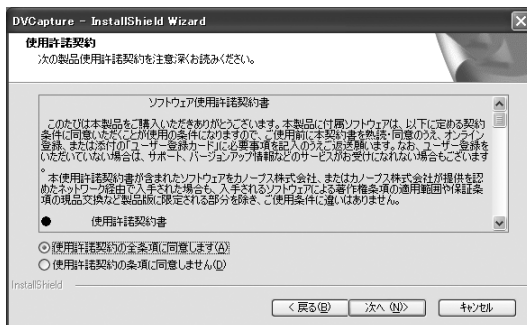 DVCapture - InstallShield Wizard
使用許諾契約
次の製品使用許諾契約を注意深くお読みください。
ソフトウェア使用許諾契約書
このたびは本製品をご購入いただきありがとうございます。本製品に付属ソフトウェアは、以下に定める契約
条件に同意いただくことが使用の条件になりますので、ご使用前に本契約書を熟読・同意のうえ、オンライン
登録、または添付の「ユーザー登録カード」に必要事項を記入のうえご返送願います。なお、ユーザー登録を
いただいていない場合は、サポート、バージョンアップ情報などのサービスがお受けになれない場合もございます
。
本使用許諾契約書が含まれたソフトウェアをカノープス株式会社、またはカノープス株式会社が提供を認
めたネットワーク経由で入手された場合も、入手されるソフトウェアによる著作権条項の適用範囲や保証条
項の現品交換など製品版に限定される部分を除き、ご使用条件に違いはありません。
● 使用許諾契約書
使用許諾契約の全条項に同意します(A)
使用許諾契約の条項に同意しません(D)
InstallShield
< 戻る(B)
次へ (N)>
キャンセル